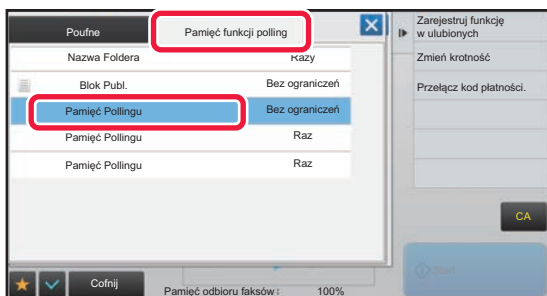 Poufne
Pamięć funkcji polling
Nazwa Foldera
Razy
Blok Publ.
Bez ograniczeń
Pamięć Pollingu
Bez ograniczeń
Pamięć Pollingu
Raz
Pamięć Pollingu
Raz
Zarejestruj funkcję
w ulubionych
Zmień krotność
Przełącz kod płatności.
CA
Start
Cofnij
Pamięć odbioru faksów :
100%